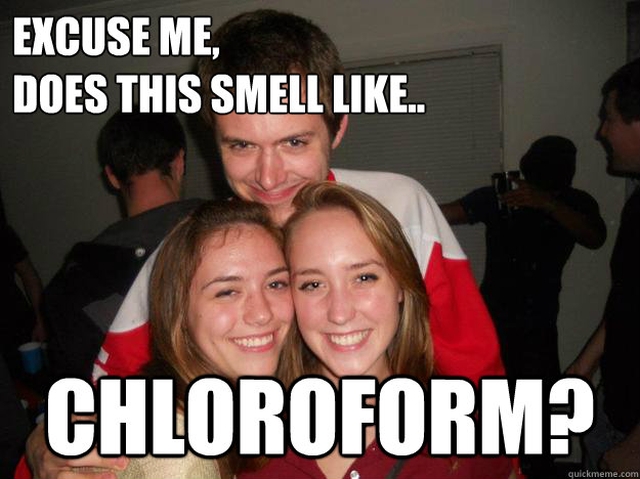 EXCUSE ME,
DOES THIS SMELL LIKE..
CHLOROFORM?
quickmeme.com